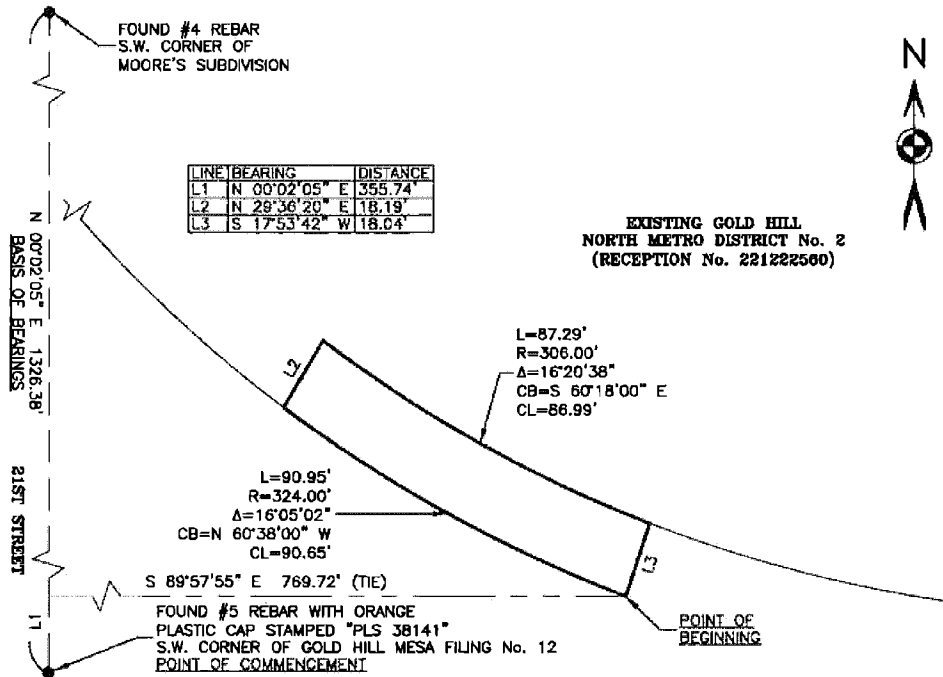 FOUND #4 REBAR
S.W. CORNER OF
MOORE'S SUBDIVISION
N
LINE BEARING DISTANCE
L1 N 00°02'05" E 355.74'
L2 N 29°36'20" E 18.19'
L3 S 17°53'42" W 18.04'
EXISTING GOLD HILL
NORTH METRO DISTRICT No. 2
(RECEPTION No. 221222560)
N 00°02'05" E 1326.38'
BASIS OF BEARINGS
21ST STREET
L1
L2
L=87.29'
R=306.00'
Δ=16°20'38"
CB=S 60°18'00" E
CL=86.99'
L=90.95'
R=324.00'
Δ=16°05'02"
CB=N 60°38'00" W
CL=90.65'
L3
S 89°57'55" E 769.72' (TIE)
FOUND #5 REBAR WITH ORANGE
PLASTIC CAP STAMPED "PLS 38141"
S.W. CORNER OF GOLD HILL MESA FILING No. 12
POINT OF COMMENCEMENT
POINT OF
BEGINNING